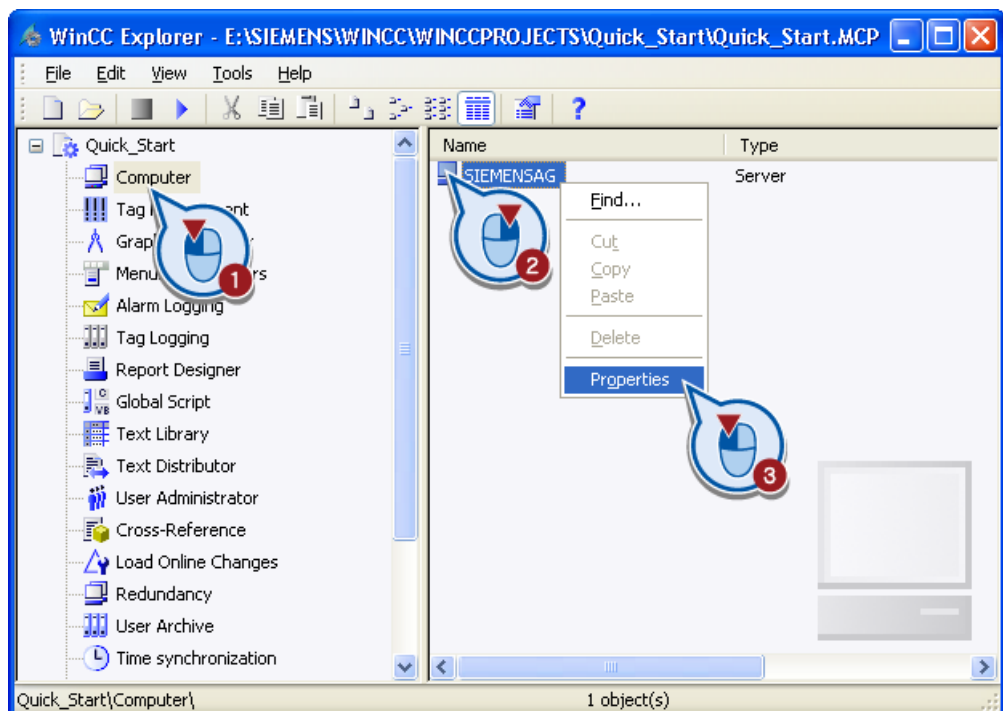 WinCC Explorer - E:\SIEMENS\WINCC\WINCCPROJECTS\Quick_Start\Quick_Start.MCP
File Edit View Tools Help
Quick_Start
Computer
Tag
Alarm Logging
Tag Logging
Report Designer
Global Script
Text Library
Text Distributor
User Administrator
Cross-Reference
Load Online Changes
Redundancy
User Archive
Time synchronization
Name Type
SIEMENSAG Server
Find...
Cut
Copy
Paste
Delete
Properties
1
2
3
Quick_Start\Computer\ 1 object(s)